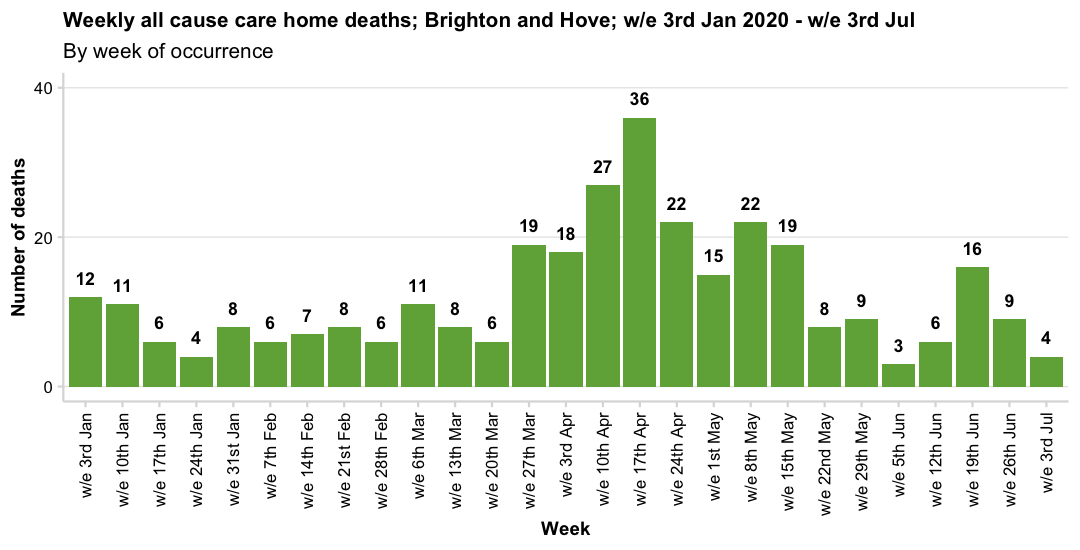 Weekly all cause care home deaths; Brighton and Hove; w/e 3rd Jan 2020 - w/e 3rd Jul
By week of occurrence
Number of deaths
40
20
0
12
11
6
4
8
6
7
8
6
11
8
6
19
18
27
36
22
15
22
19
8
9
3
6
16
9
4
w/e 3rd Jan
w/e 10th Jan
w/e 17th Jan
w/e 24th Jan
w/e 31st Jan
w/e 7th Feb
w/e 14th Feb
w/e 21st Feb
w/e 28th Feb
w/e 6th Mar
w/e 13th Mar
w/e 20th Mar
w/e 27th Mar
w/e 3rd Apr
w/e 10th Apr
w/e 17th Apr
w/e 24th Apr
w/e 1st May
w/e 8th May
w/e 15th May
w/e 22nd May
w/e 29th May
w/e 5th Jun
w/e 12th Jun
w/e 19th Jun
w/e 26th Jun
w/e 3rd Jul
Week